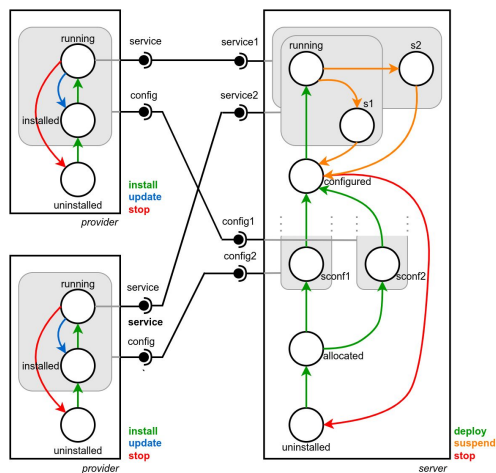 running
installed
uninstalled
install
update
stop
provider
service
config
service1
service2
config1
config2
running
s2
s1
configured
sconf1
sconf2
allocated
uninstalled
deploy
suspend
stop
server
running
installed
uninstalled
install
update
stop
provider
service
service
config